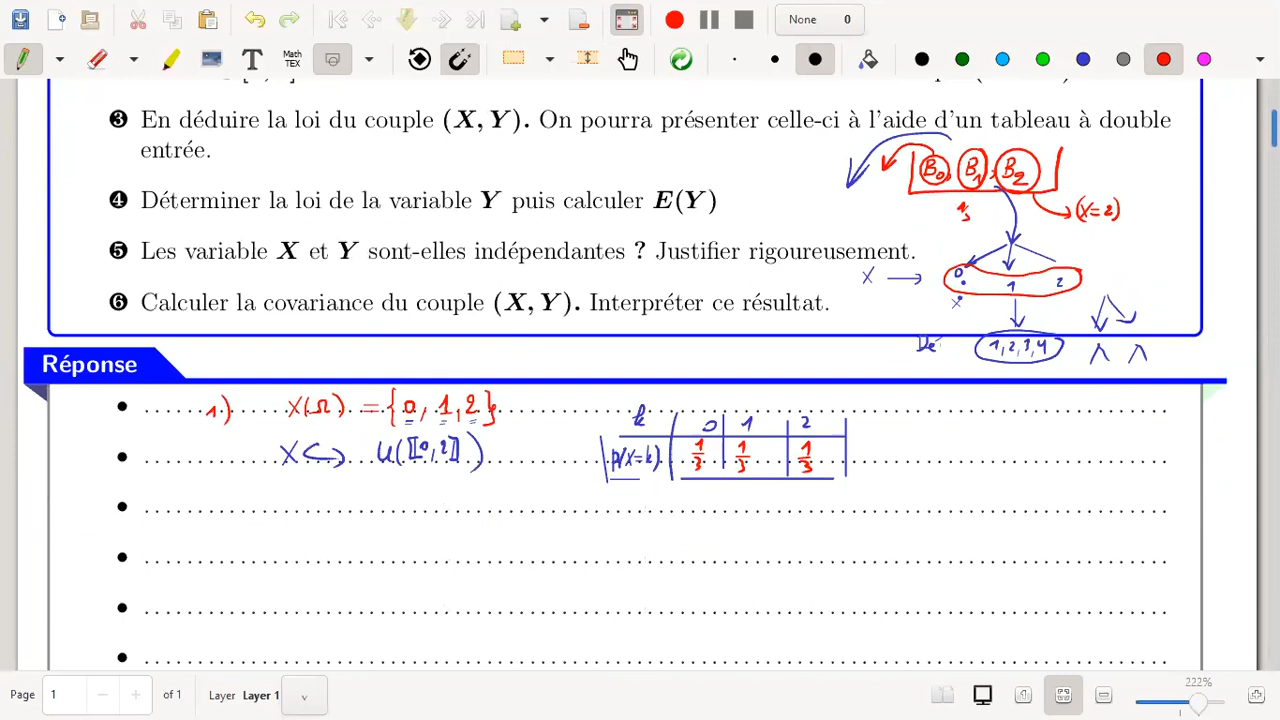 None 0
T Math TEX
❸ En déduire la loi du couple (X, Y). On pourra présenter celle-ci à l'aide d'un tableau à double
entrée.
B0, B1, B2
(X=2)
❹ Déterminer la loi de la variable Y puis calculer E(Y)
❺ Les variable X et Y sont-elles indépendantes ? Justifier rigoureusement.
X → 0 1 2
❻ Calculer la covariance du couple (X, Y). Interpréter ce résultat.
1,2,3,4
Réponse
1) X(Ω) = {0, 1, 2}
k 0 1 2
X ↪ U(⟦0,2⟧)
p(X=k) 1/3 1/3 1/3
Page 1 of 1 Layer Layer 1 222%